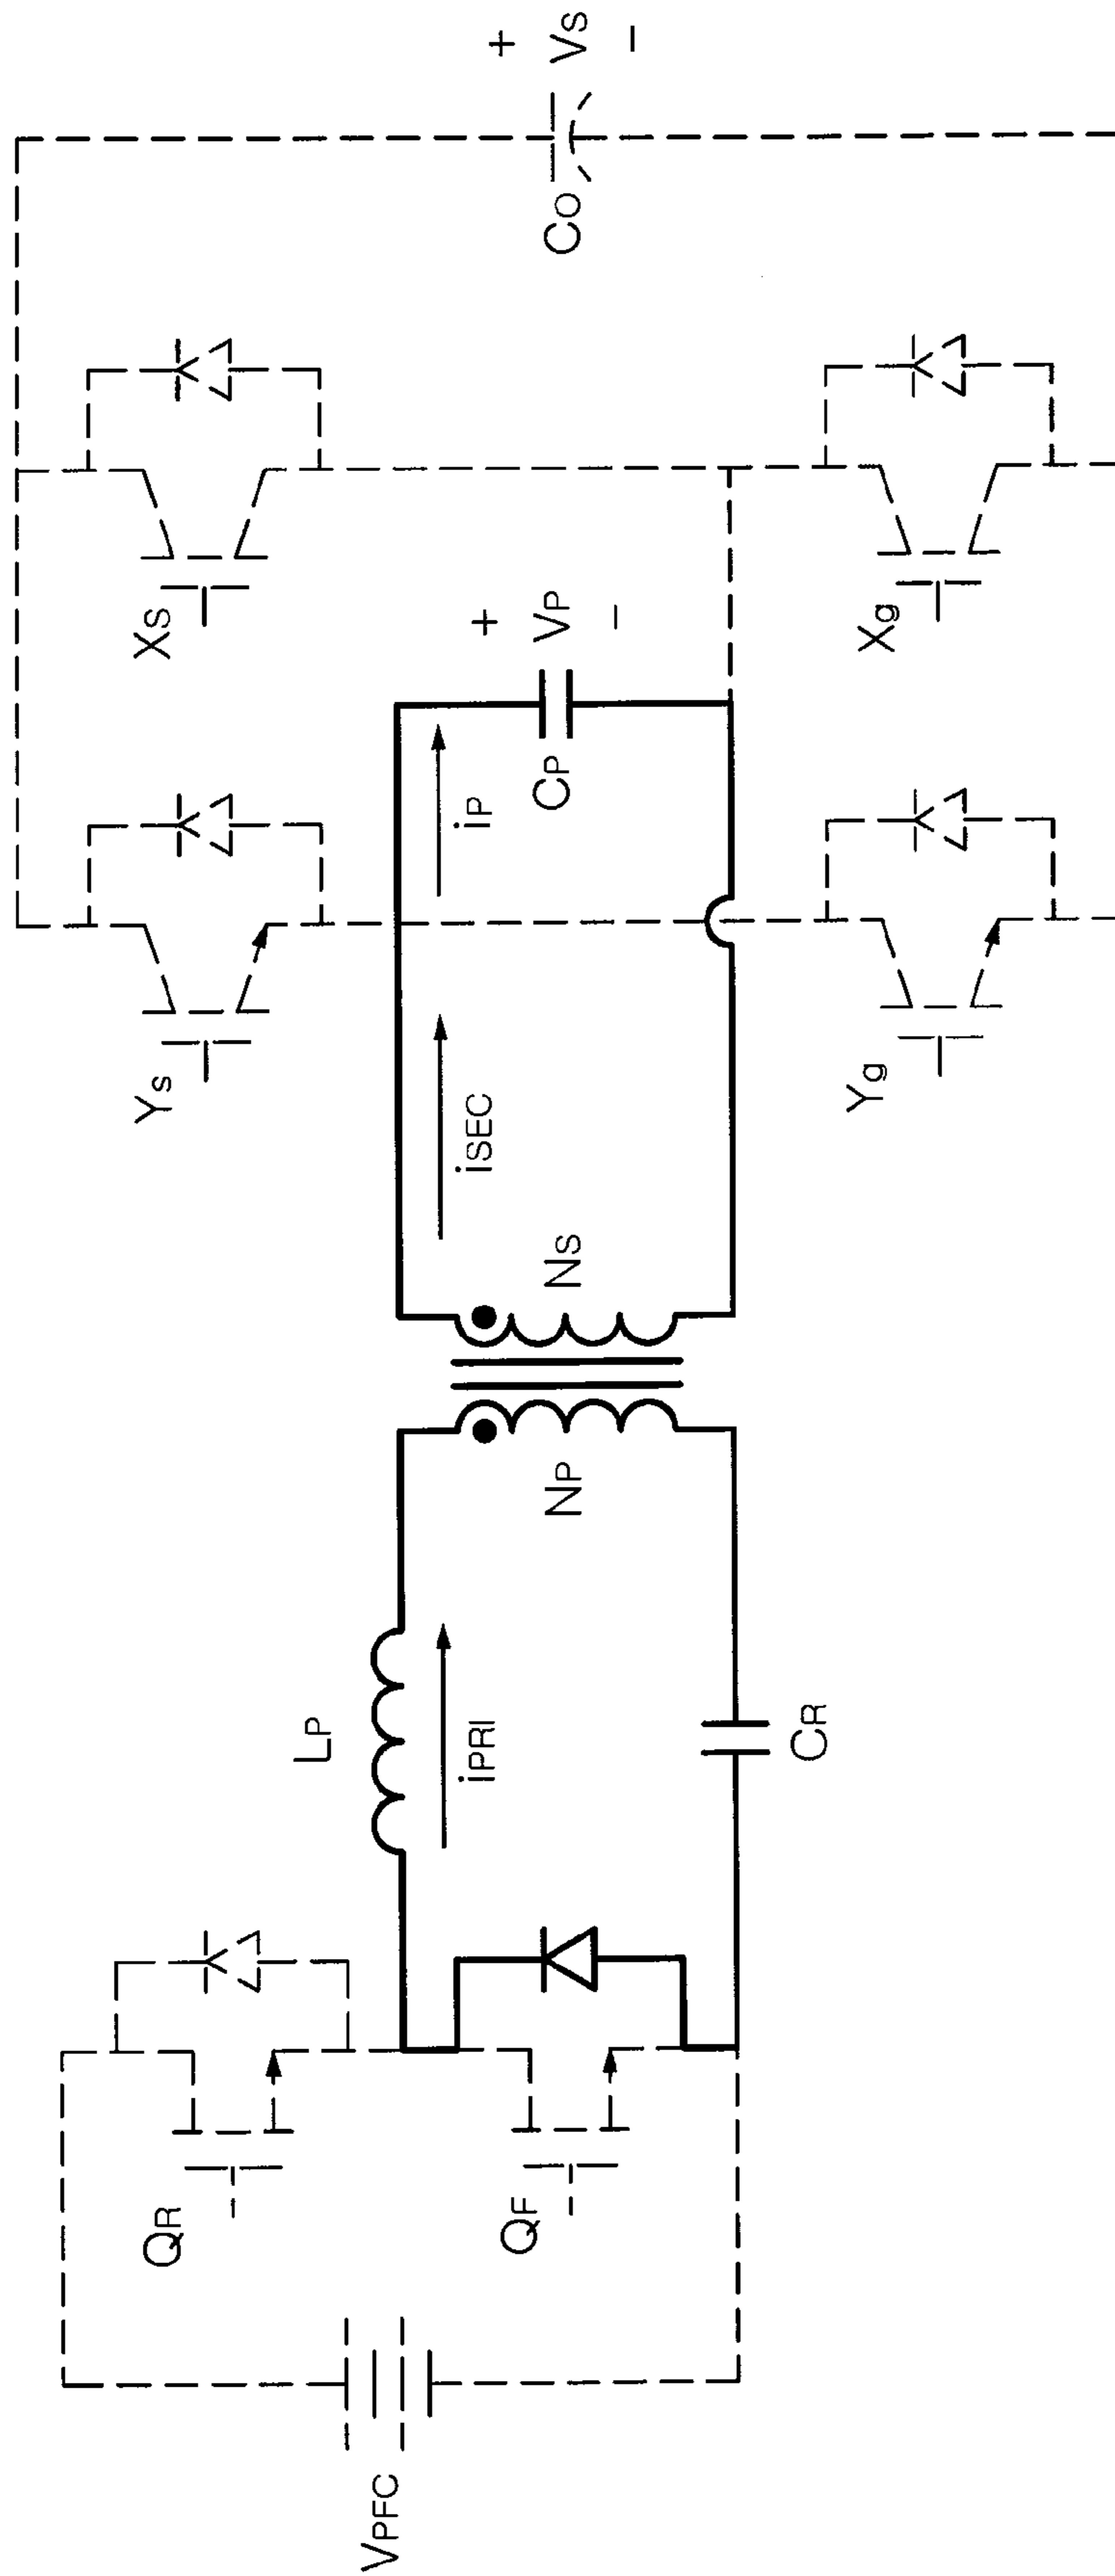 VPFC
QR
QF
LP
iPRI
CR
NP
NS
iSEC
iP
CP
+
VP
−
Ys
Yg
XS
Xg
CO
+
VS
−